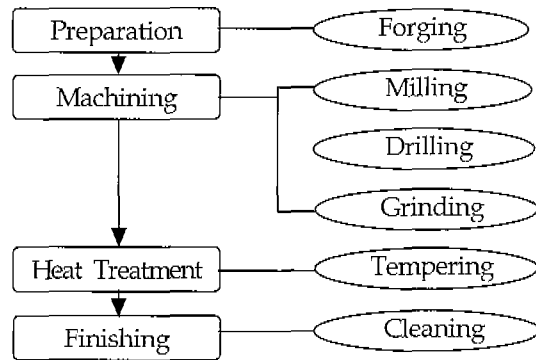 Preparation
Forging
Machining
Milling
Drilling
Grinding
Heat Treatment
Tempering
Finishing
Cleaning